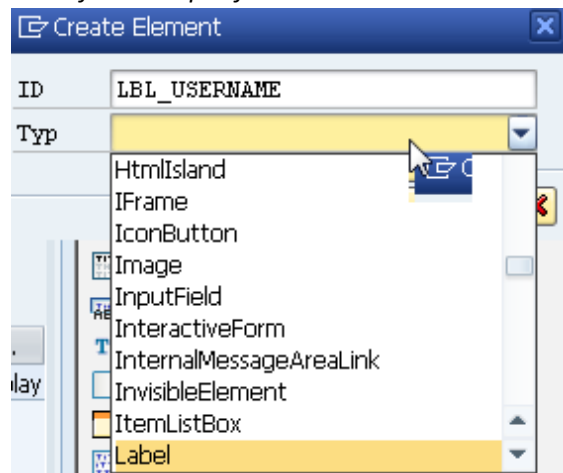 Create Element
ID LBL_USERNAME
Typ
HtmlIsland
IFrame
IconButton
Image
InputField
InteractiveForm
InternalMessageAreaLink
InvisibleElement
ItemListBox
Label